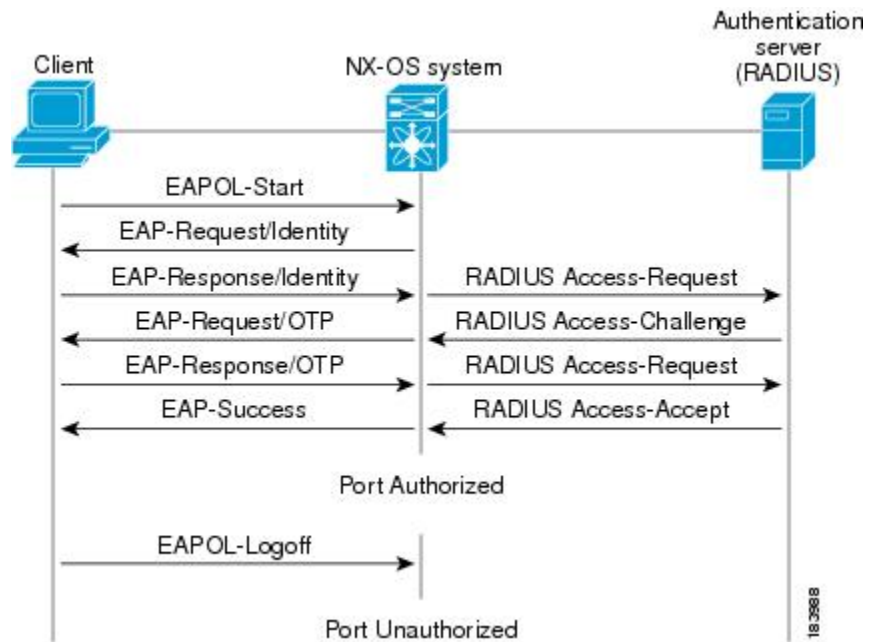 Client
NX-OS system
Authentication
server
(RADIUS)
EAPOL-Start
EAP-Request/Identity
EAP-Response/Identity
RADIUS Access-Request
EAP-Request/OTP
RADIUS Access-Challenge
EAP-Response/OTP
RADIUS Access-Request
EAP-Success
RADIUS Access-Accept
Port Authorized
EAPOL-Logoff
Port Unauthorized
183988